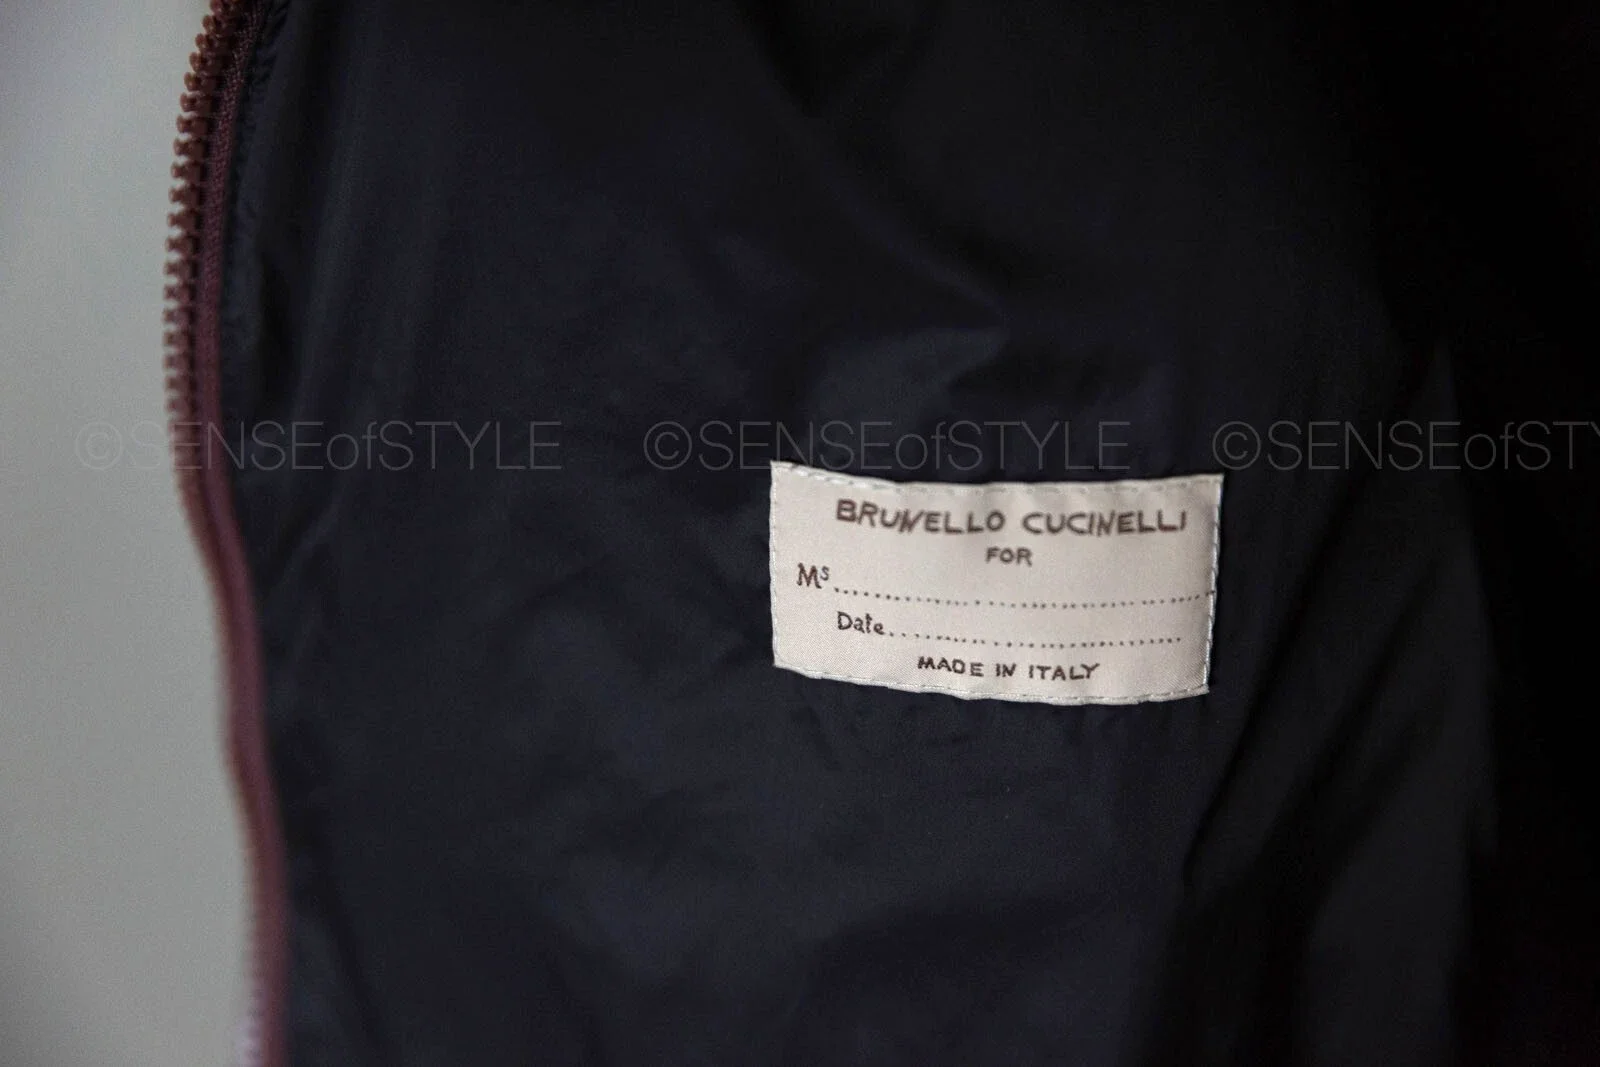 ©SENSEofSTYLE ©SENSEofSTYLE ©SENSEofSTY
BRUNELLO CUCINELLI
FOR
Ms..............................
Date..............................
MADE IN ITALY